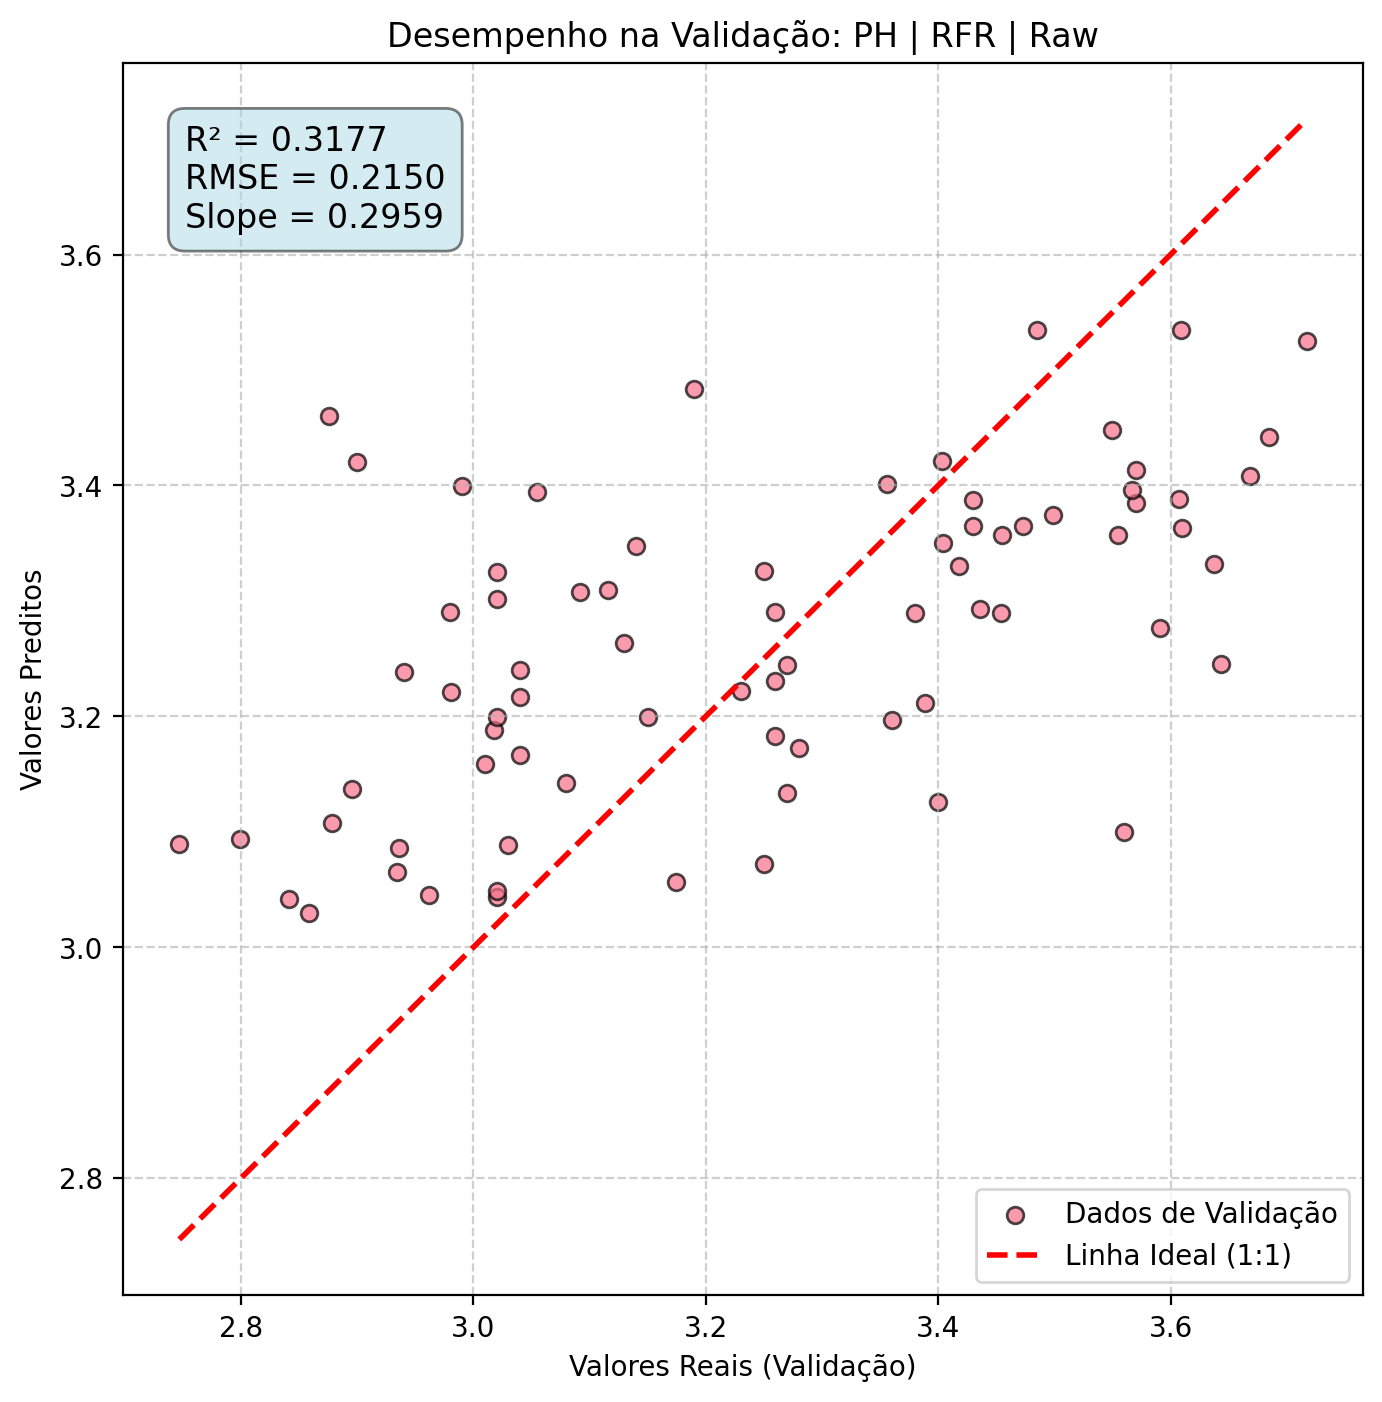 Desempenho na Validação: PH | RFR | Raw
R² = 0.3177
RMSE = 0.2150
Slope = 0.2959
Valores Preditos
3.6
3.4
3.2
3.0
2.8
Dados de Validação
Linha Ideal (1:1)
2.8 3.0 3.2 3.4 3.6
Valores Reais (Validação)